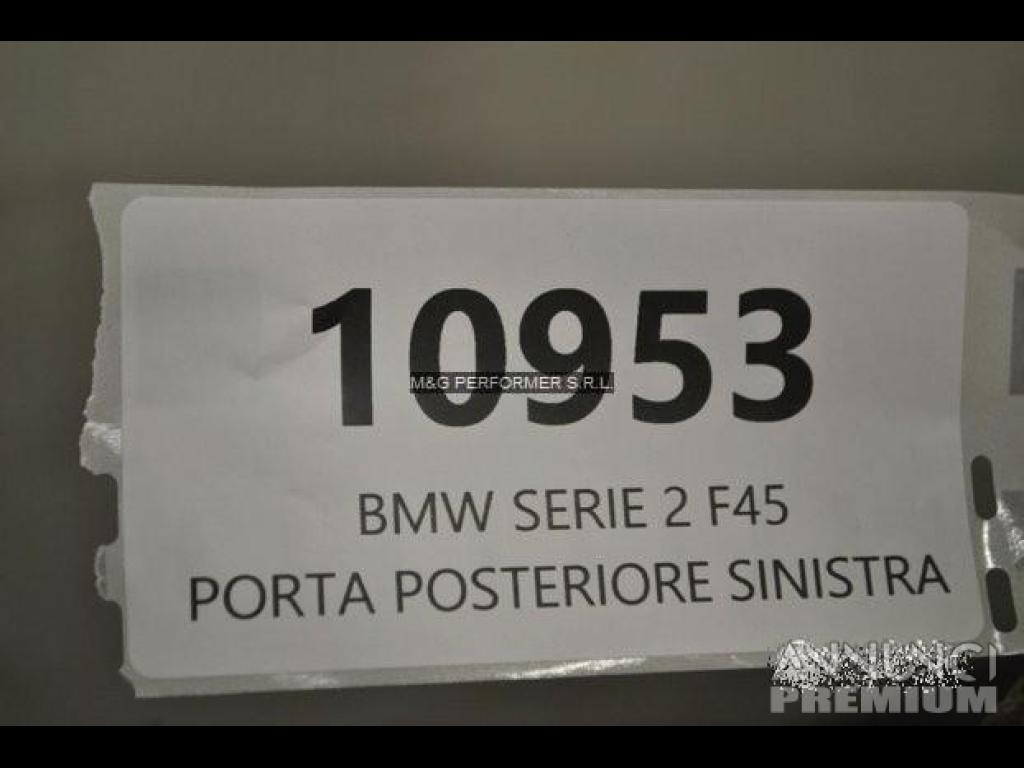 10953
M&G PERFORMER S.R.L.
BMW SERIE 2 F45
PORTA POSTERIORE SINISTRA
ANNUNCI
PREMIUM